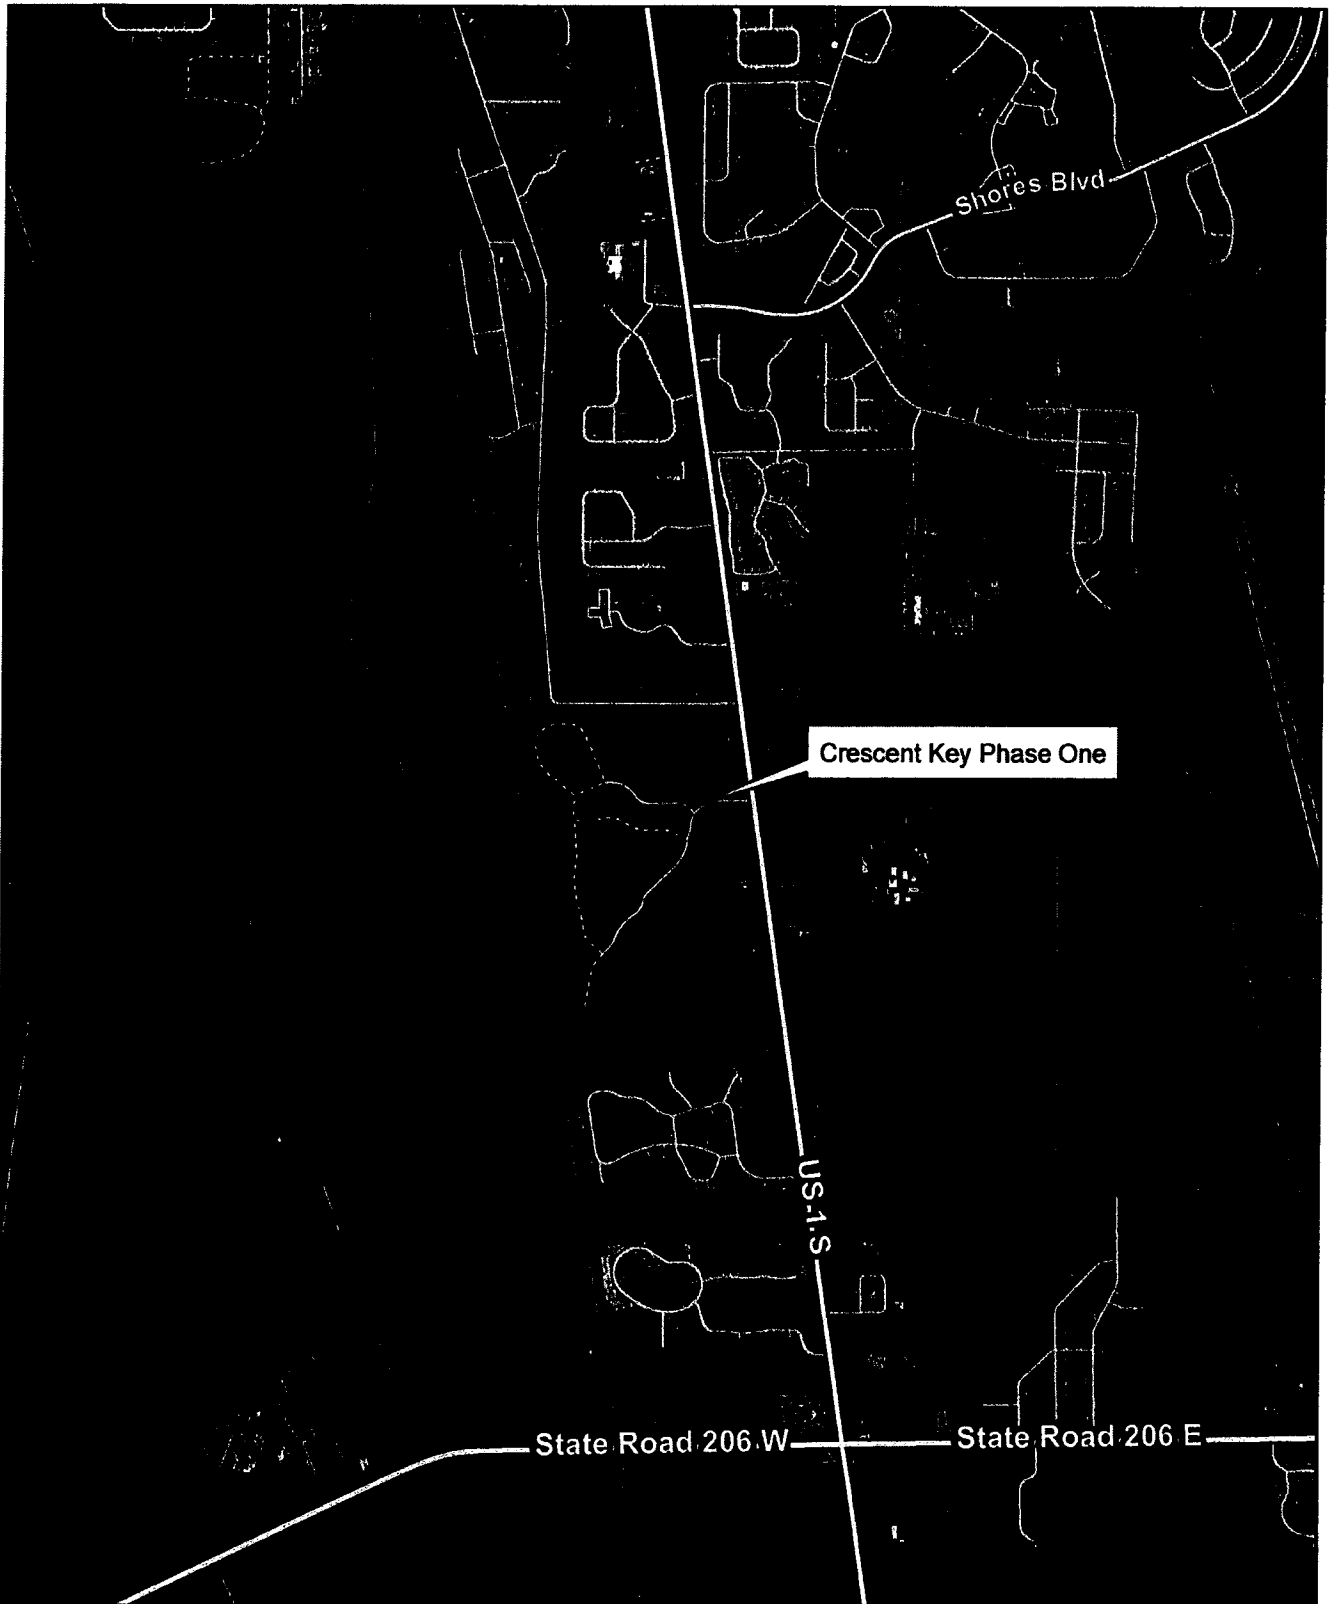 Shores Blvd
Crescent Key Phase One
US-1 S
State Road 206 W
State Road 206 E